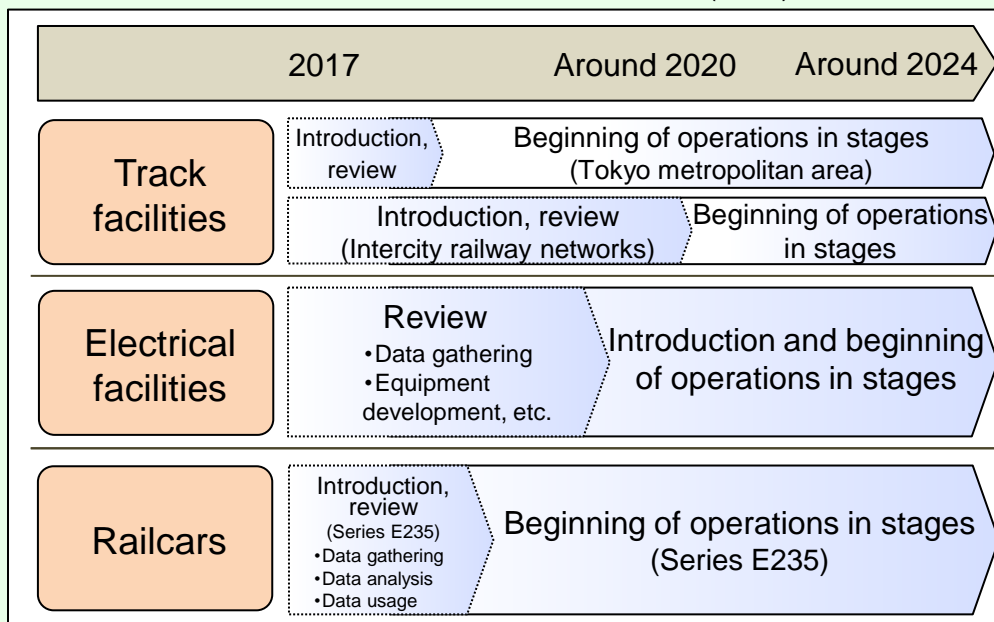 2017 Around 2020 Around 2024
Track
facilities
Introduction,
review
Beginning of operations in stages
(Tokyo metropolitan area)
Introduction, review
(Intercity railway networks)
Beginning of operations
in stages
Electrical
facilities
Review
•Data gathering
•Equipment
development, etc.
Introduction and beginning
of operations in stages
Railcars
Introduction,
review
(Series E235)
•Data gathering
•Data analysis
•Data usage
Beginning of operations in stages
(Series E235)